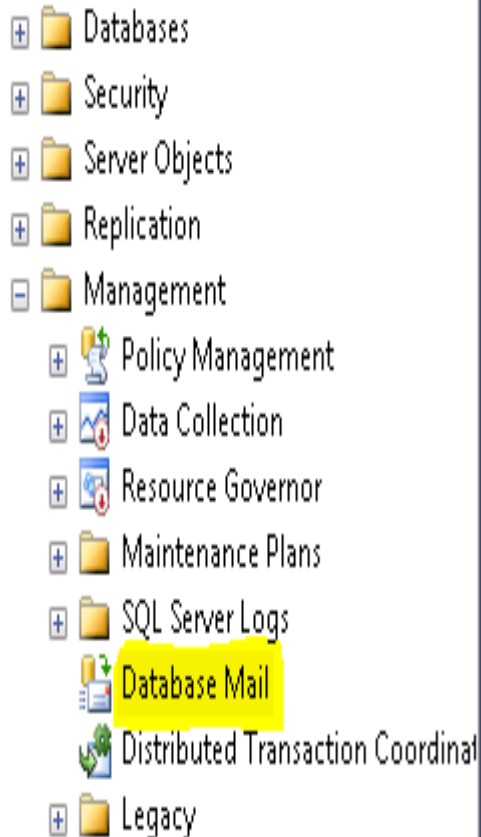 Databases
Security
Server Objects
Replication
Management
Policy Management
Data Collection
Resource Governor
Maintenance Plans
SQL Server Logs
Database Mail
Distributed Transaction Coordinat
Legacy